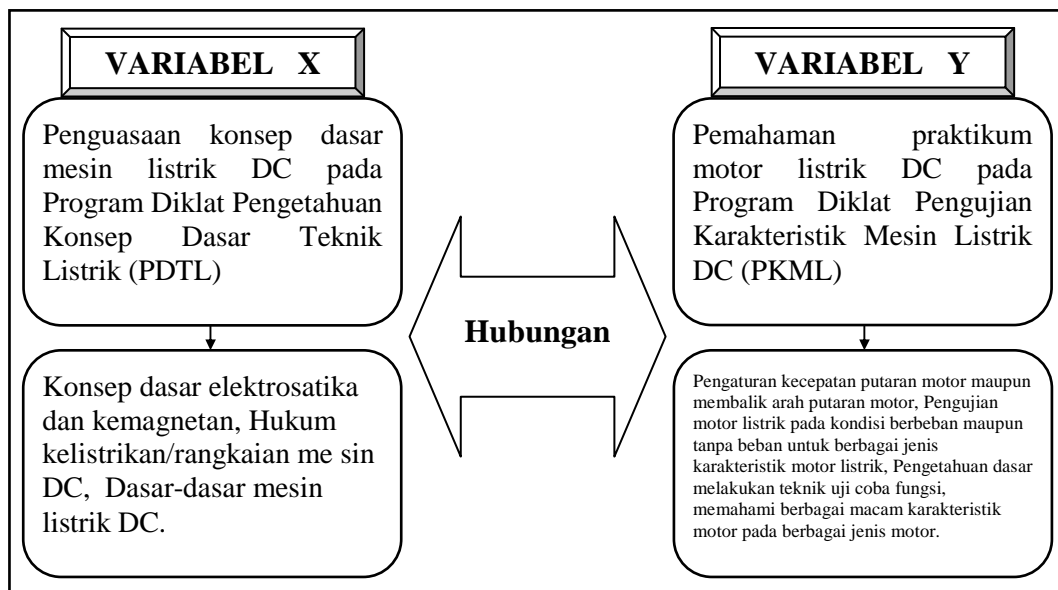 VARIABEL X
Penguasaan konsep dasar
mesin listrik DC pada
Program Diklat Pengetahuan
Konsep Dasar Teknik
Listrik (PDTL)
Konsep dasar elektrosatika
dan kemagnetan, Hukum
kelistrikan/rangkaian me sin
DC, Dasar-dasar mesin
listrik DC.
Hubungan
VARIABEL Y
Pemahaman praktikum
motor listrik DC pada
Program Diklat Pengujian
Karakteristik Mesin Listrik
DC (PKML)
Pengaturan kecepatan putaran motor maupun
membalik arah putaran motor, Pengujian
motor listrik pada kondisi berbeban maupun
tanpa beban untuk berbagai jenis
karakteristik motor listrik, Pengetahuan dasar
melakukan teknik uji coba fungsi,
memahami berbagai macam karakteristik
motor pada berbagai jenis motor.